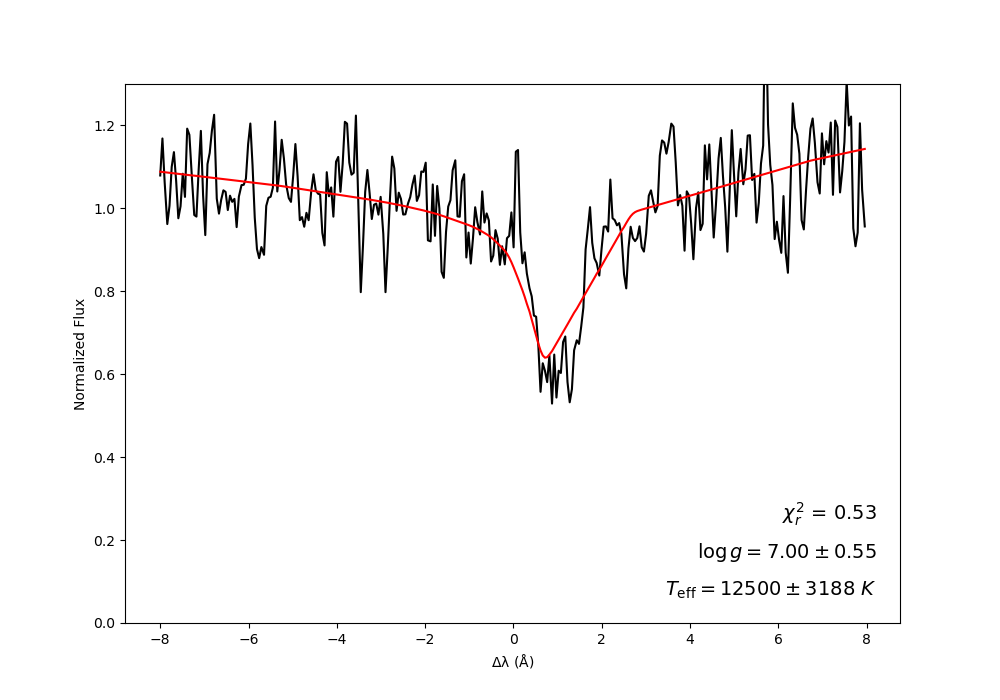 Normalized Flux
1.2
1.0
0.8
0.6
0.4
0.2
0.0
χ²ᵣ = 0.53
log g = 7.00 ± 0.55
T_eff = 12500 ± 3188 K
−8 −6 −4 −2 0 2 4 6 8
Δλ (Å)